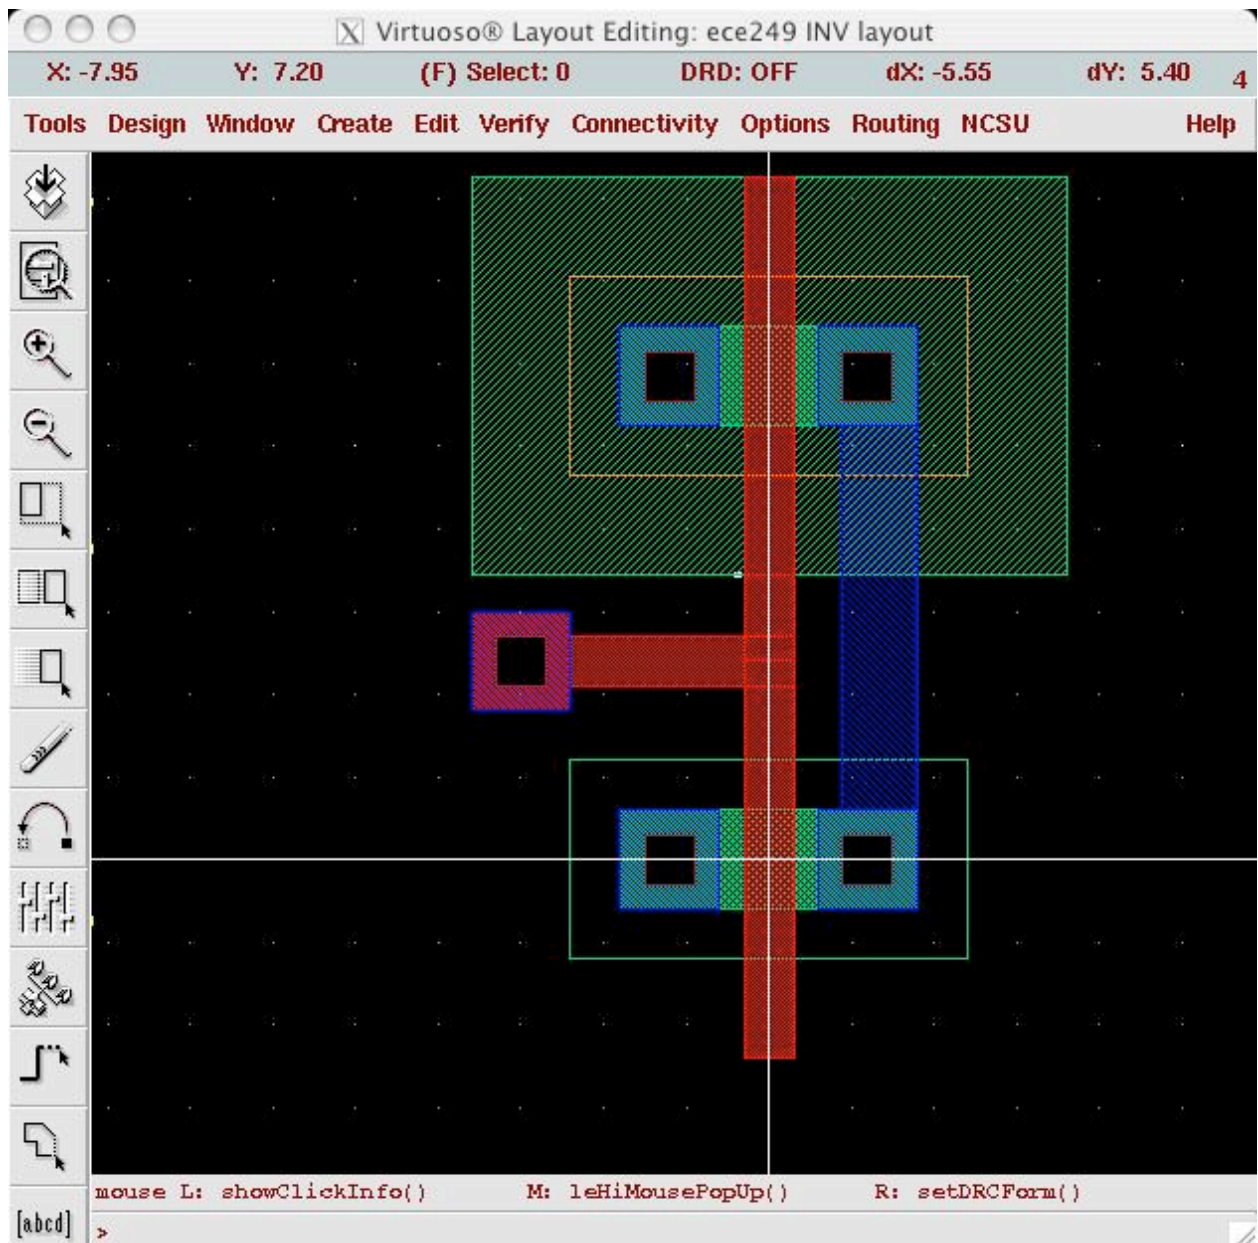 X Virtuoso® Layout Editing: ece249 INV layout
X: -7.95 Y: 7.20 (F) Select: 0 DRD: OFF dX: -5.55 dY: 5.40 4
Tools Design Window Create Edit Verify Connectivity Options Routing NCSU Help
mouse L: showClickInfo() M: leHiMousePopUp() R: setDRCForm()
[abcd] >